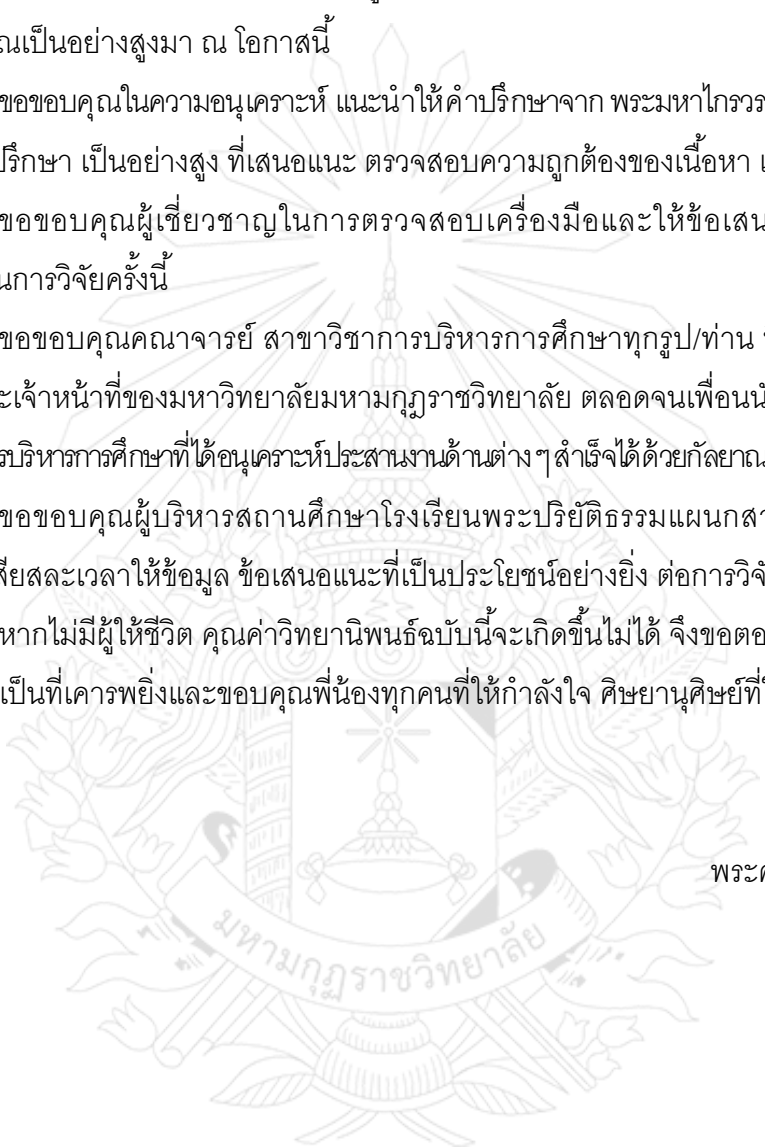 ณเป็นอย่างสูงมา ณ โอกาสนี้
ขอขอบคุณในความอนุเคราะห์ แนะนำให้คำปรึกษาจาก พระมหาไกรวร
ปรึกษา เป็นอย่างสูง ที่เสนอแนะ ตรวจสอบความถูกต้องของเนื้อหา
ขอขอบคุณผู้เชี่ยวชาญในการตรวจสอบเครื่องมือและให้ข้อเสน
นการวิจัยครั้งนี้
ขอขอบคุณคณาจารย์ สาขาวิชาการบริหารการศึกษาทุกรูป/ท่าน
ะเจ้าหน้าที่ของมหาวิทยาลัยมหามกุฏราชวิทยาลัย ตลอดจนเพื่อนนั
รบริหารการศึกษาที่ได้อนุเคราะห์ประสานงานด้านต่าง ๆ สำเร็จได้ด้วยกัลยาณ
ขอขอบคุณผู้บริหารสถานศึกษาโรงเรียนพระปริยัติธรรมแผนกสา
สียสละเวลาให้ข้อมูล ข้อเสนอแนะที่เป็นประโยชน์อย่างยิ่ง ต่อการวิจั
หากไม่มีผู้ให้ชีวิต คุณค่าวิทยานิพนธ์ฉบับนี้จะเกิดขึ้นไม่ได้ จึงขอตอ
เป็นที่เคารพยิ่งและขอบคุณพี่น้องทุกคนที่ให้กำลังใจ ศิษยานุศิษย์ที่
พระค
มหามกุฏราชวิทยาลัย